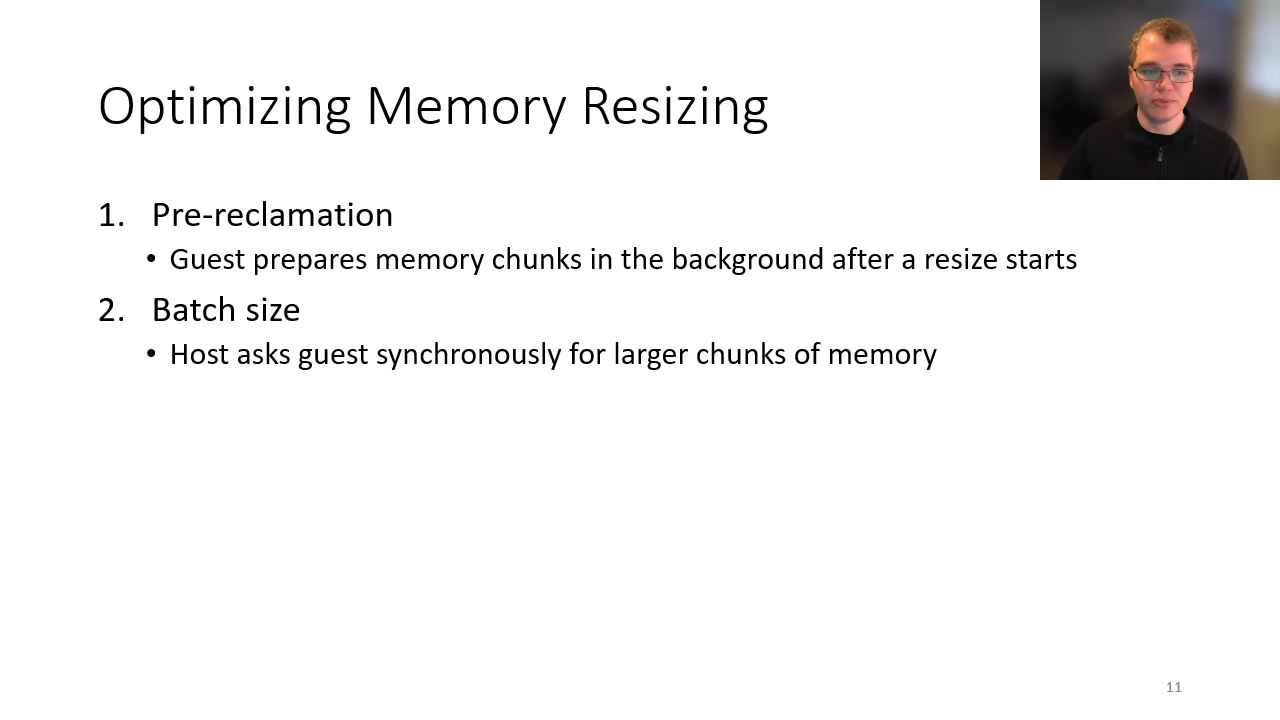 Optimizing Memory Resizing
1. Pre-reclamation
• Guest prepares memory chunks in the background after a resize starts
2. Batch size
• Host asks guest synchronously for larger chunks of memory
11